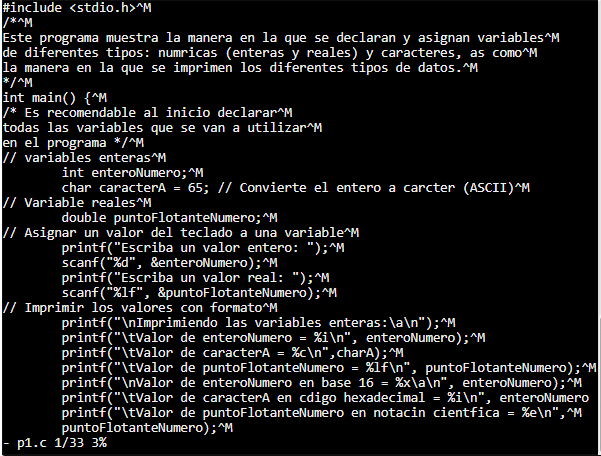 #include <stdio.h>^M
/*^M
Este programa muestra la manera en la que se declaran y asignan variables^M
de diferentes tipos: numricas (enteras y reales) y caracteres, as como^M
la manera en la que se imprimen los diferentes tipos de datos.^M
*/^M
int main() {^M
/* Es recomendable al inicio declarar^M
todas las variables que se van a utilizar^M
en el programa */^M
// variables enteras^M
int enteroNumero;^M
char caracterA = 65; // Convierte el entero a carcter (ASCII)^M
// Variable reales^M
double puntoFlotanteNumero;^M
// Asignar un valor del teclado a una variable^M
printf("Escriba un valor entero: ");^M
scanf("%d", &enteroNumero);^M
printf("Escriba un valor real: ");^M
scanf("%lf", &puntoFlotanteNumero);^M
// Imprimir los valores con formato^M
printf("\nImprimiendo las variables enteras:\a\n");^M
printf("\tValor de enteroNumero = %i\n", enteroNumero);^M
printf("\tValor de caracterA = %c\n",charA);^M
printf("\tValor de puntoFlotanteNumero = %lf\n", puntoFlotanteNumero);^M
printf("\nValor de enteroNumero en base 16 = %x\a\n", enteroNumero);^M
printf("\tValor de caracterA en cdigo hexadecimal = %i\n", enteroNumero
printf("\tValor de puntoFlotanteNumero en notacin cientfica = %e\n",^M
puntoFlotanteNumero);^M
- p1.c 1/33 3%